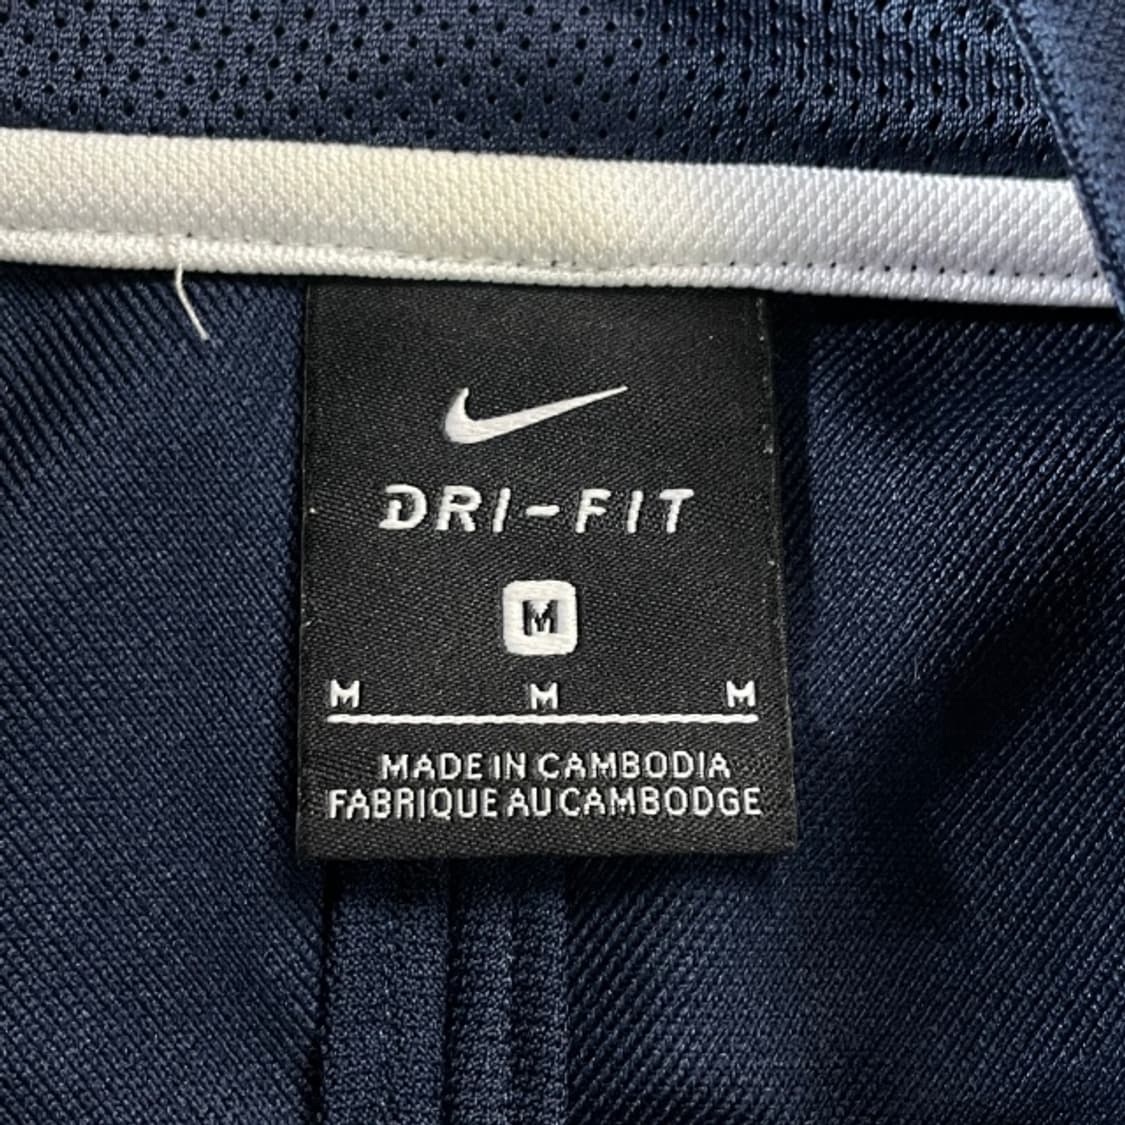 DRI-FIT
M
M M M
MADE IN CAMBODIA
FABRIQUE AU CAMBODGE